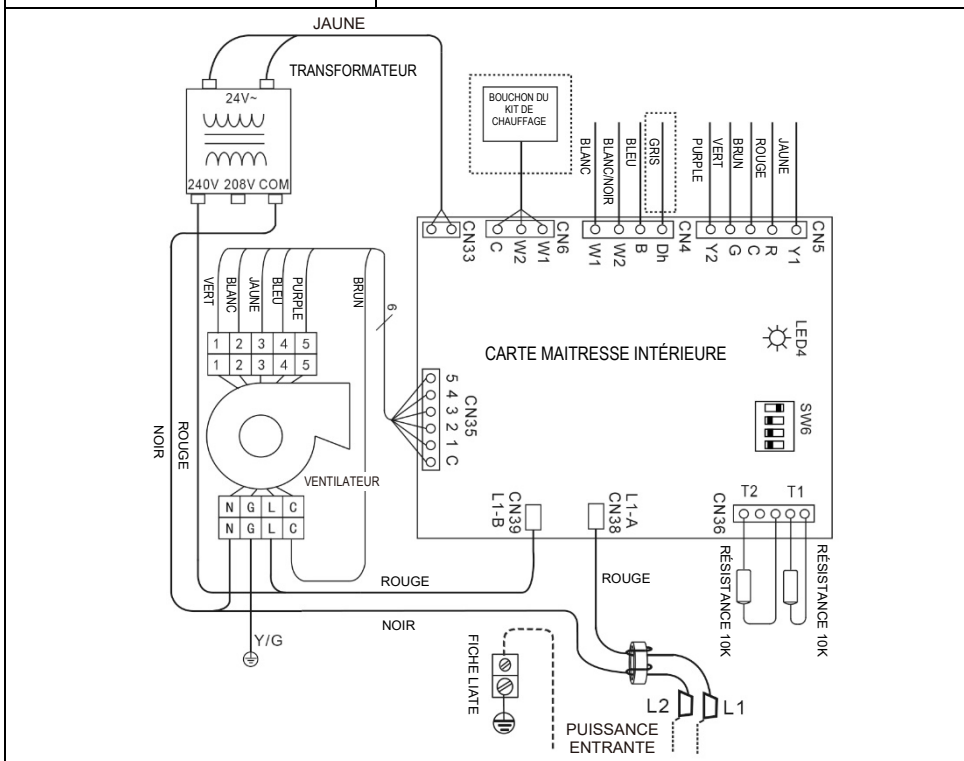 JAUNE
TRANSFORMATEUR
24V~
240V 208V COM
BOUCHON DU
KIT DE
CHAUFFAGE
BLANC
BLANC/NOIR
BLEU
GRIS
PURPLE
VERT
BRUN
ROUGE
JAUNE
CN33
C
W2
W1
CN6
W1
W2
B
Dh
CN4
Y2
G
C
R
Y1
CN5
VERT
BLANC
JAUNE
BLEU
PURPLE
BRUN
6
1 2 3 4 5
1 2 3 4 5
CARTE MAITRESSE INTÉRIEURE
LED4
SW6
5
4
3
2
1
C
CN35
NOIR
ROUGE
VENTILATEUR
N G L C
N G L C
L1-B
CN39
CN38
L1-A
CN36
T2
T1
RÉSISTANCE 10K
RÉSISTANCE 10K
ROUGE
ROUGE
NOIR
Y/G
FICHE LIATE
L2
L1
PUISSANCE
ENTRANTE